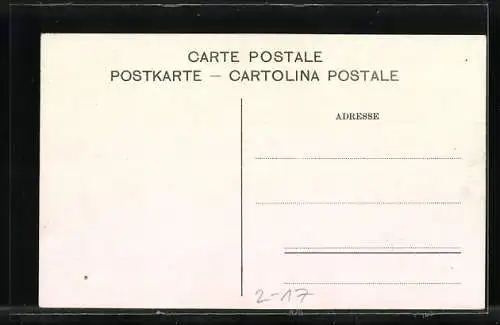 CARTE POSTALE
POSTKARTE — CARTOLINA POSTALE
ADRESSE
2-17